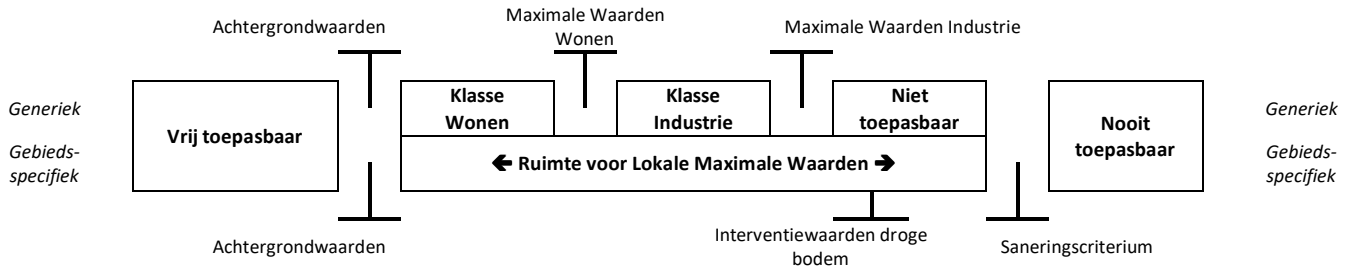 Achtergrondwaarden
Maximale Waarden
Wonen
Maximale Waarden Industrie
Generiek
Gebieds-
specifiek
Vrij toepasbaar
Klasse
Wonen
Klasse
Industrie
Niet
toepasbaar
🡸 Ruimte voor Lokale Maximale Waarden 🡺
Nooit
toepasbaar
Generiek
Gebieds-
specifiek
Achtergrondwaarden
Interventiewaarden droge
bodem
Saneringscriterium